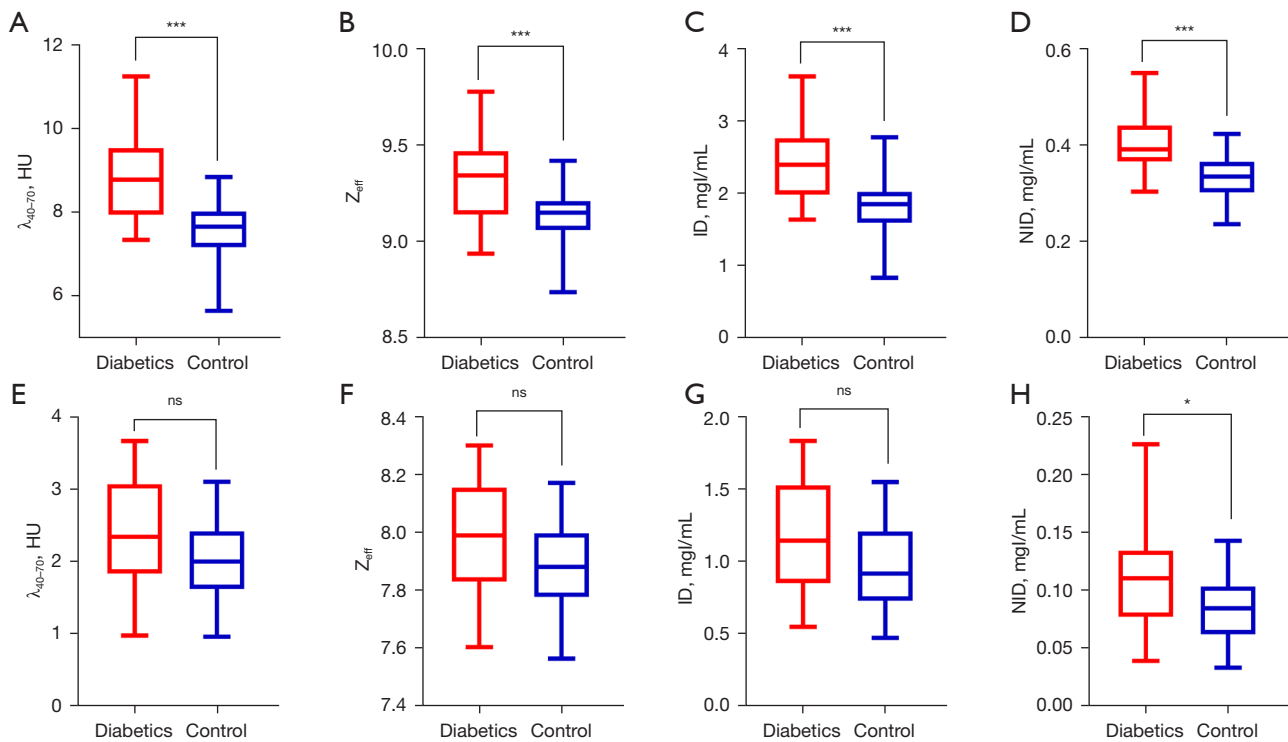 A
λ40–70, HU
12
10
8
6
***
Diabetics Control
B
Zeff
10.0
9.5
9.0
8.5
***
Diabetics Control
C
ID, mgI/mL
4
3
2
1
0
***
Diabetics Control
D
NID, mgI/mL
0.6
0.4
0.2
0.0
***
Diabetics Control
E
λ40–70, HU
4
3
2
1
0
ns
Diabetics Control
F
Zeff
8.4
8.2
8.0
7.8
7.6
7.4
ns
Diabetics Control
G
ID, mgI/mL
2.0
1.5
1.0
0.5
0.0
ns
Diabetics Control
H
NID, mgI/mL
0.25
0.20
0.15
0.10
0.05
0.00
*
Diabetics Control